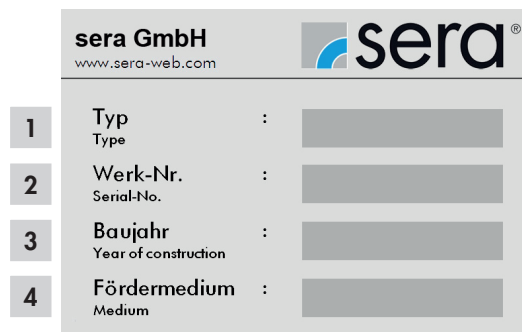 sera GmbH
www.sera-web.com
sera®
1 Typ :
Type
2 Werk-Nr. :
Serial-No.
3 Baujahr :
Year of construction
4 Fördermedium :
Medium